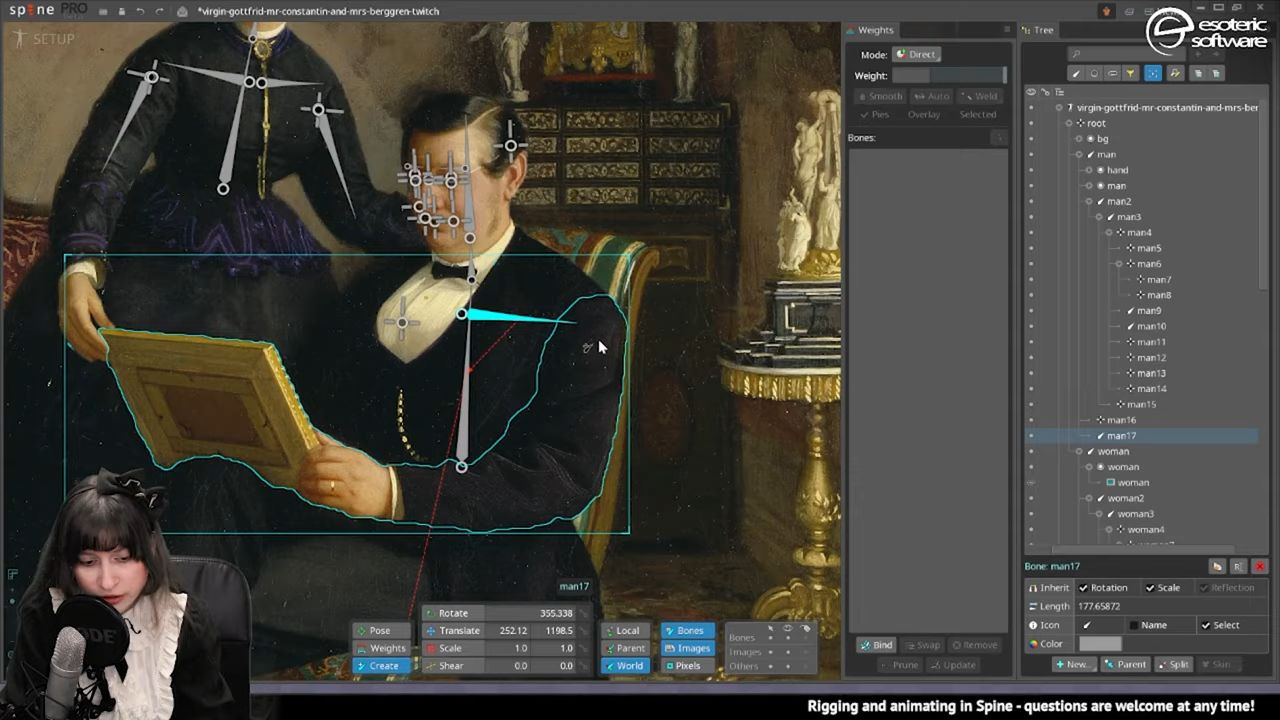 spine PRO
Beta
*virgin-gottfrid-mr-constantin-and-mrs-berggren-twitch
esoteric
software
SETUP
Weights
Tree
Mode: Direct
Weight:
Smooth Auto Weld
Pies Overlay Selected
Bones:
virgin-gottfrid-mr-constantin-and-mrs-ber
root
bg
man
hand
man
man2
man3
man4
man5
man6
man7
man8
man9
man10
man11
man12
man13
man14
man15
man16
man17
woman
woman
woman
woman2
woman3
woman4
man17
Bone: man17
Inherit Rotation Scale Reflection
Length 177.65872
Icon Name Select
Color
New... Parent Split Skin...
Bind Swap Remove
Prune Update
Pose
Weights
Create
Rotate 355.338
Translate 252.12 1198.5
Scale 1.0 1.0
Shear 0.0 0.0
Local
Parent
World
Bones
Images
Pixels
Bones
Images
Others
Rigging and animating in Spine - questions are welcome at any time!